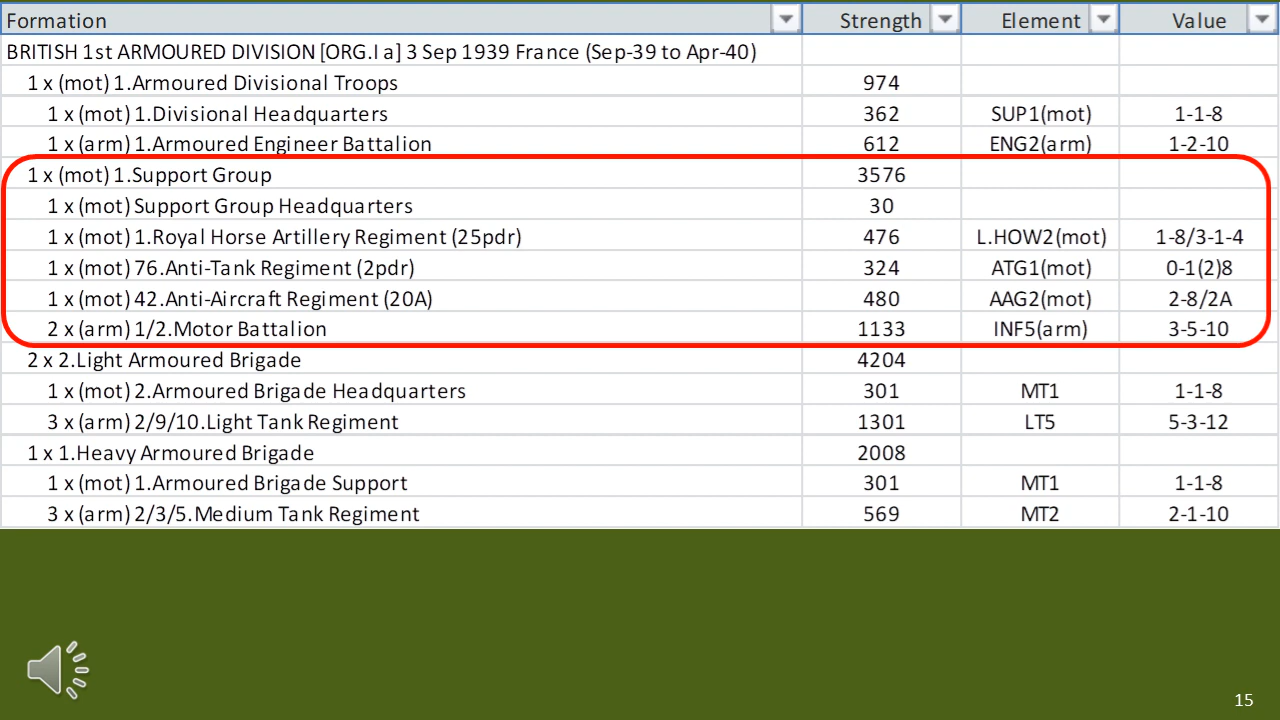 Formation Strength Element Value
BRITISH 1st ARMOURED DIVISION [ORG.I a] 3 Sep 1939 France (Sep-39 to Apr-40)
1 x (mot) 1.Armoured Divisional Troops 974
1 x (mot) 1.Divisional Headquarters 362 SUP1(mot) 1-1-8
1 x (arm) 1.Armoured Engineer Battalion 612 ENG2(arm) 1-2-10
1 x (mot) 1.Support Group 3576
1 x (mot) Support Group Headquarters 30
1 x (mot) 1.Royal Horse Artillery Regiment (25pdr) 476 L.HOW2(mot) 1-8/3-1-4
1 x (mot) 76.Anti-Tank Regiment (2pdr) 324 ATG1(mot) 0-1(2)8
1 x (mot) 42.Anti-Aircraft Regiment (20A) 480 AAG2(mot) 2-8/2A
2 x (arm) 1/2.Motor Battalion 1133 INF5(arm) 3-5-10
2 x 2.Light Armoured Brigade 4204
1 x (mot) 2.Armoured Brigade Headquarters 301 MT1 1-1-8
3 x (arm) 2/9/10.Light Tank Regiment 1301 LT5 5-3-12
1 x 1.Heavy Armoured Brigade 2008
1 x (mot) 1.Armoured Brigade Support 301 MT1 1-1-8
3 x (arm) 2/3/5.Medium Tank Regiment 569 MT2 2-1-10
15